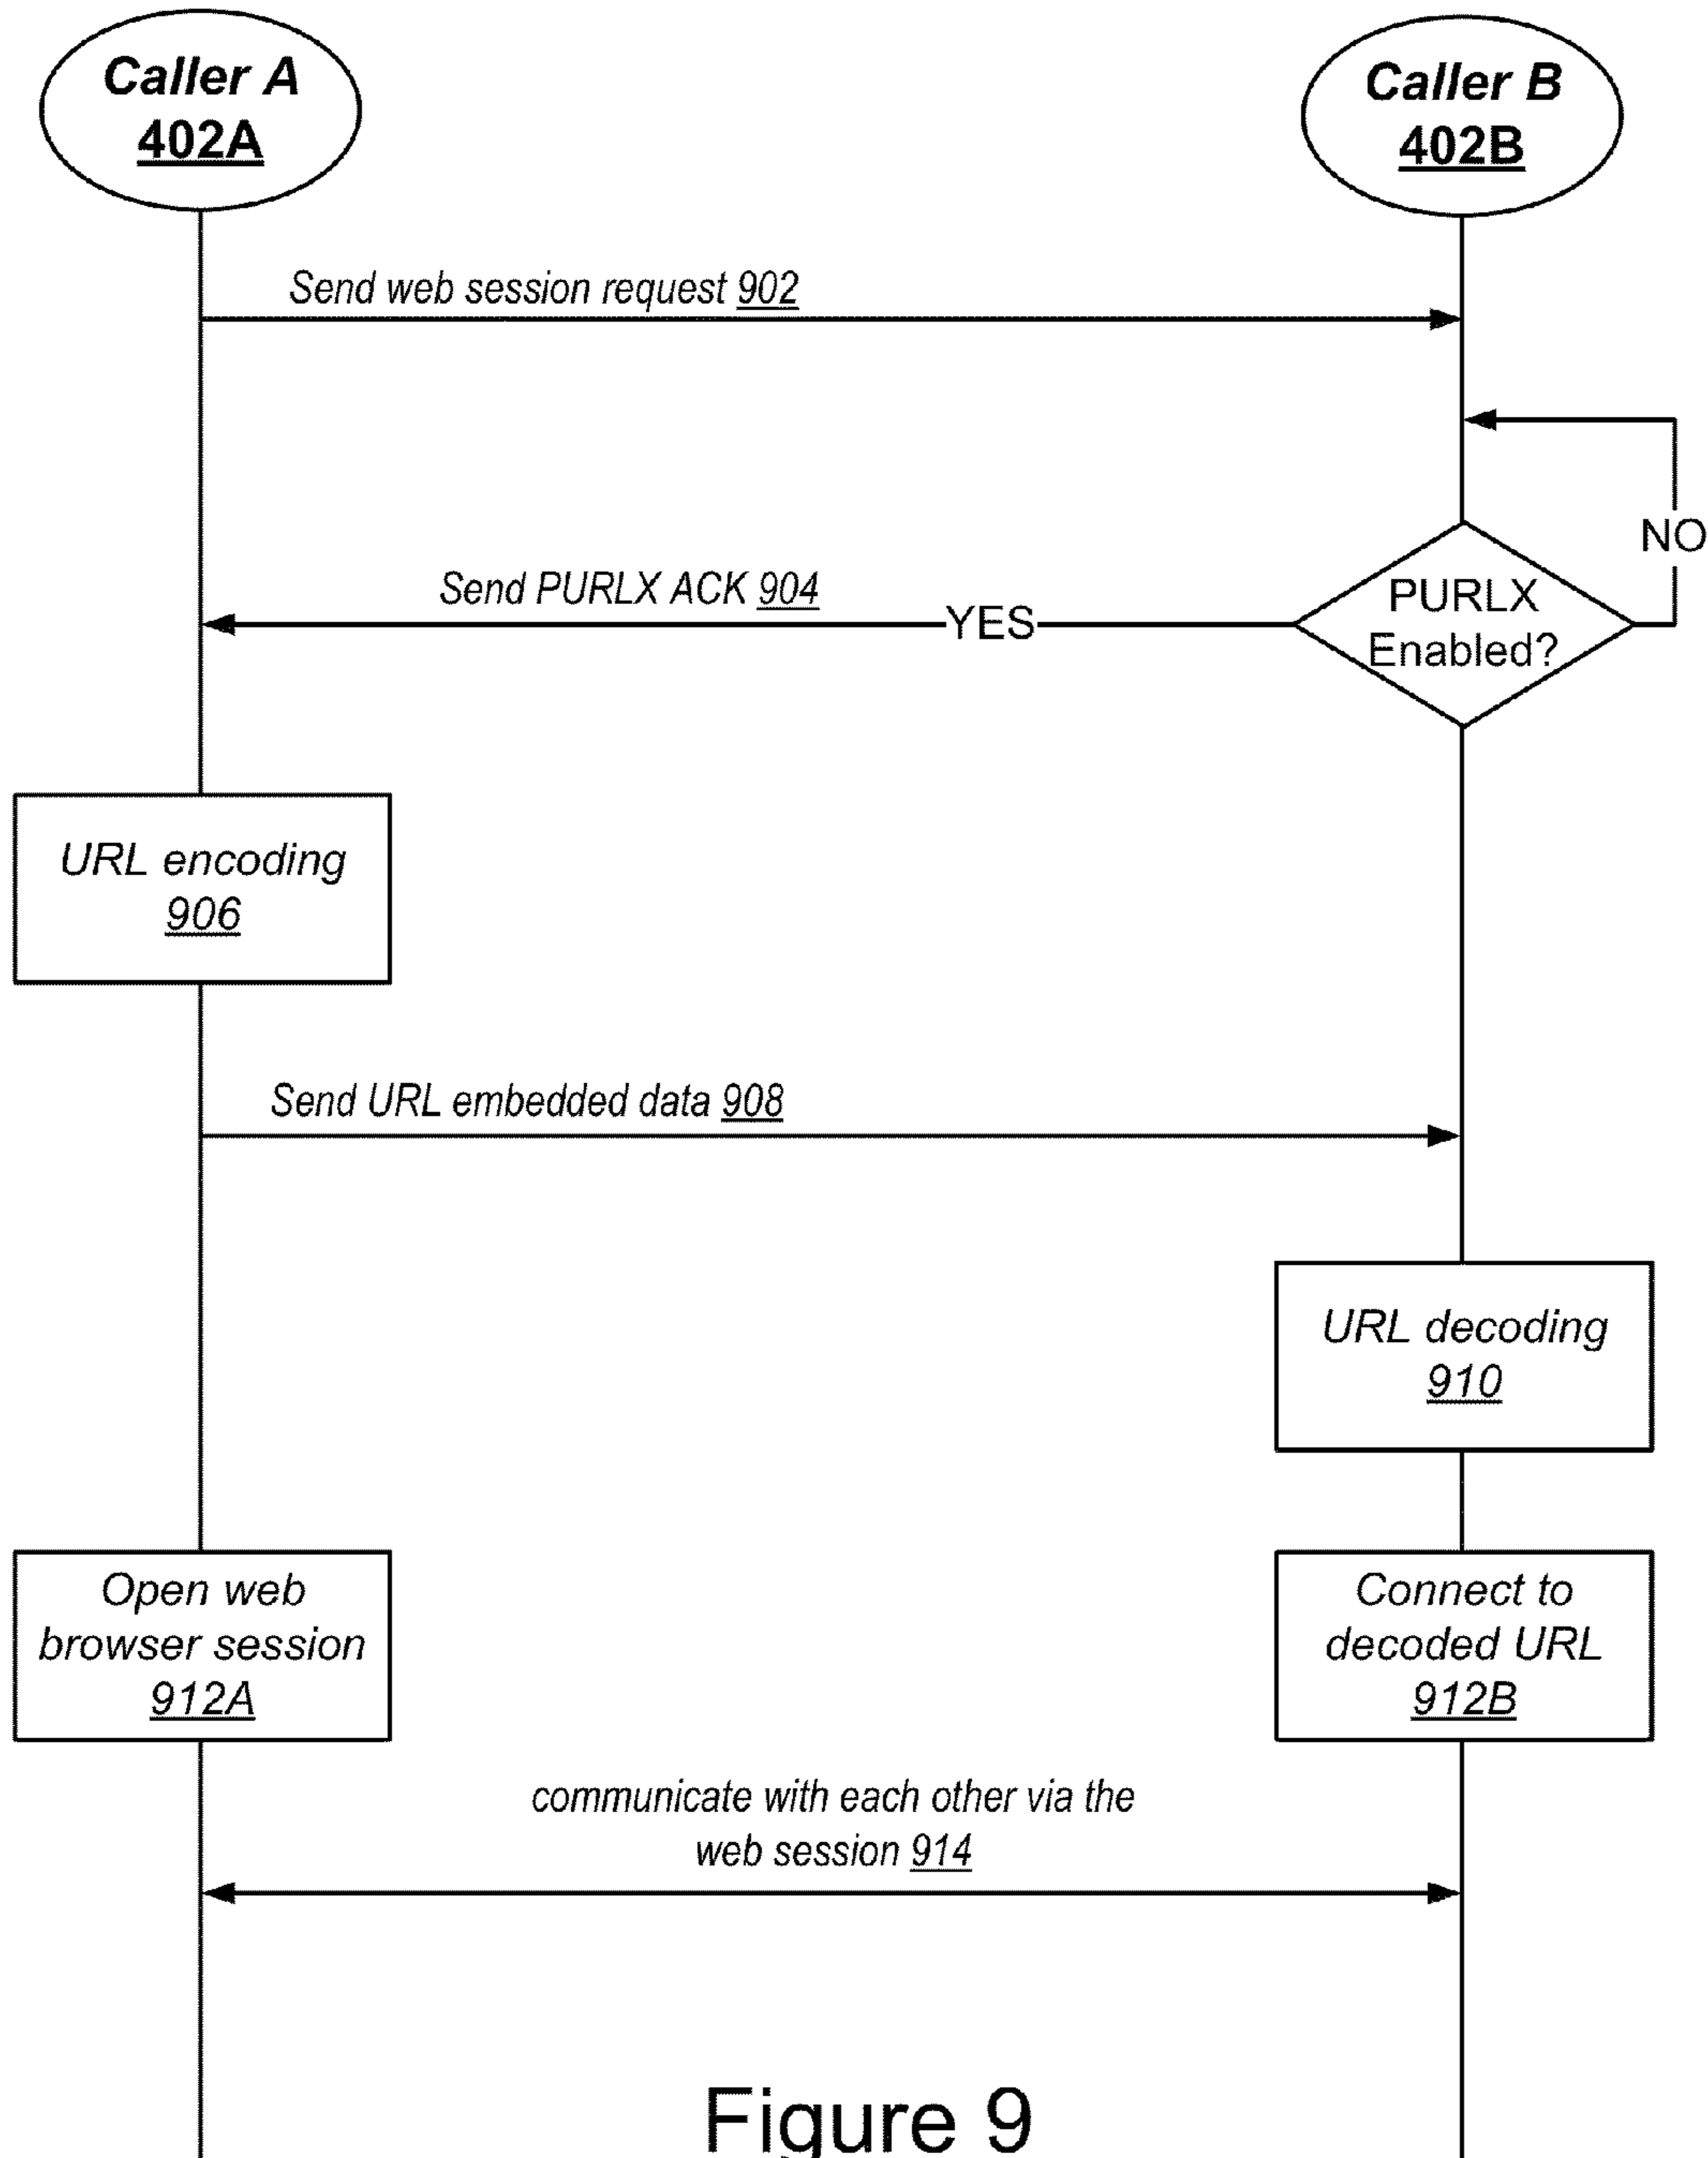 Caller A
402A
Caller B
402B
Send web session request 902
NO
PURLX
Enabled?
YES
Send PURLX ACK 904
URL encoding
906
Send URL embedded data 908
URL decoding
910
Open web
browser session
912A
Connect to
decoded URL
912B
communicate with each other via the
web session 914
Figure 9